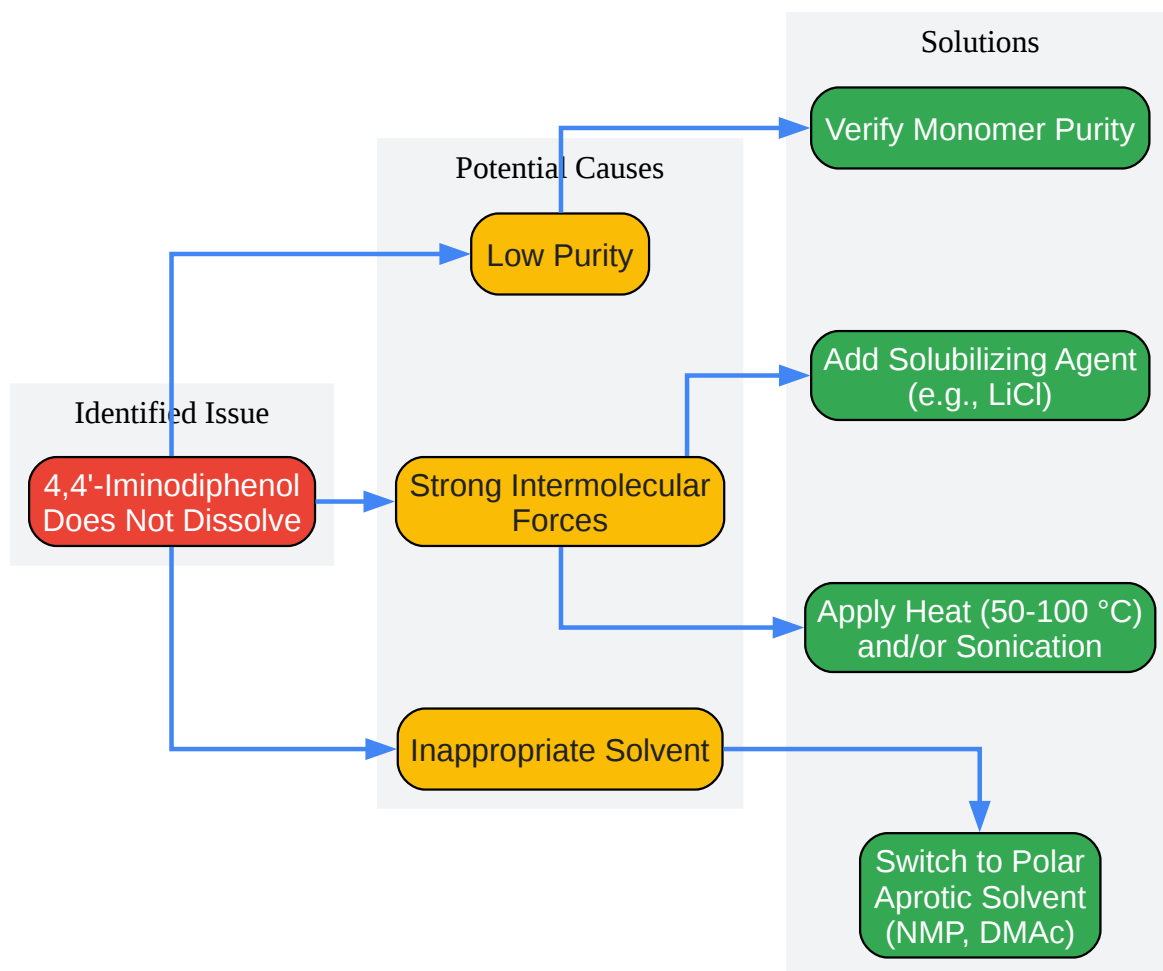 Identified Issue
4,4'-Iminodiphenol
Does Not Dissolve
Potential Causes
Low Purity
Strong Intermolecular
Forces
Inappropriate Solvent
Solutions
Verify Monomer Purity
Add Solubilizing Agent
(e.g., LiCl)
Apply Heat (50-100 °C)
and/or Sonication
Switch to Polar
Aprotic Solvent
(NMP, DMAc)